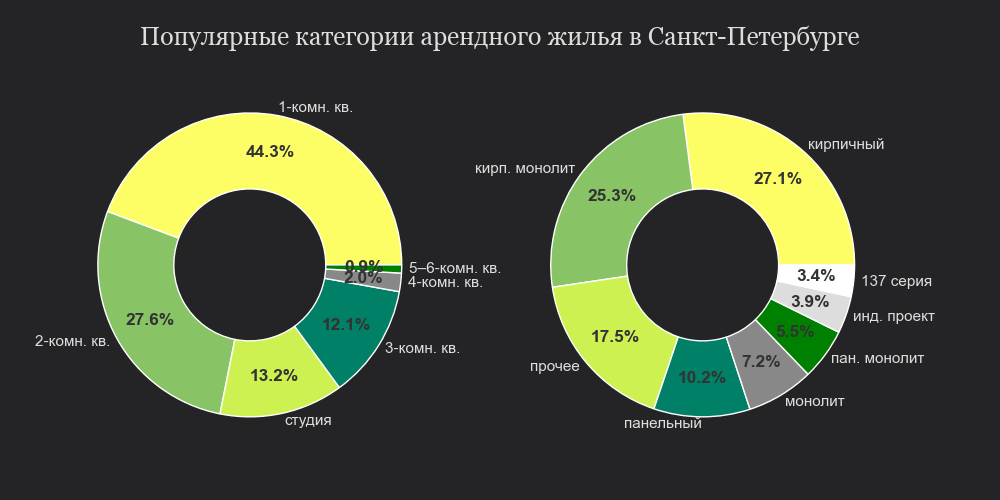 Популярные категории арендного жилья в Санкт-Петербурге
1-комн. кв.
44.3%
2-комн. кв.
27.6%
студия
13.2%
3-комн. кв.
12.1%
4-комн. кв.
2.0%
5–6-комн. кв.
0.9%
кирпичный
27.1%
кирп. монолит
25.3%
прочее
17.5%
панельный
10.2%
монолит
7.2%
пан. монолит
5.5%
инд. проект
3.9%
137 серия
3.4%